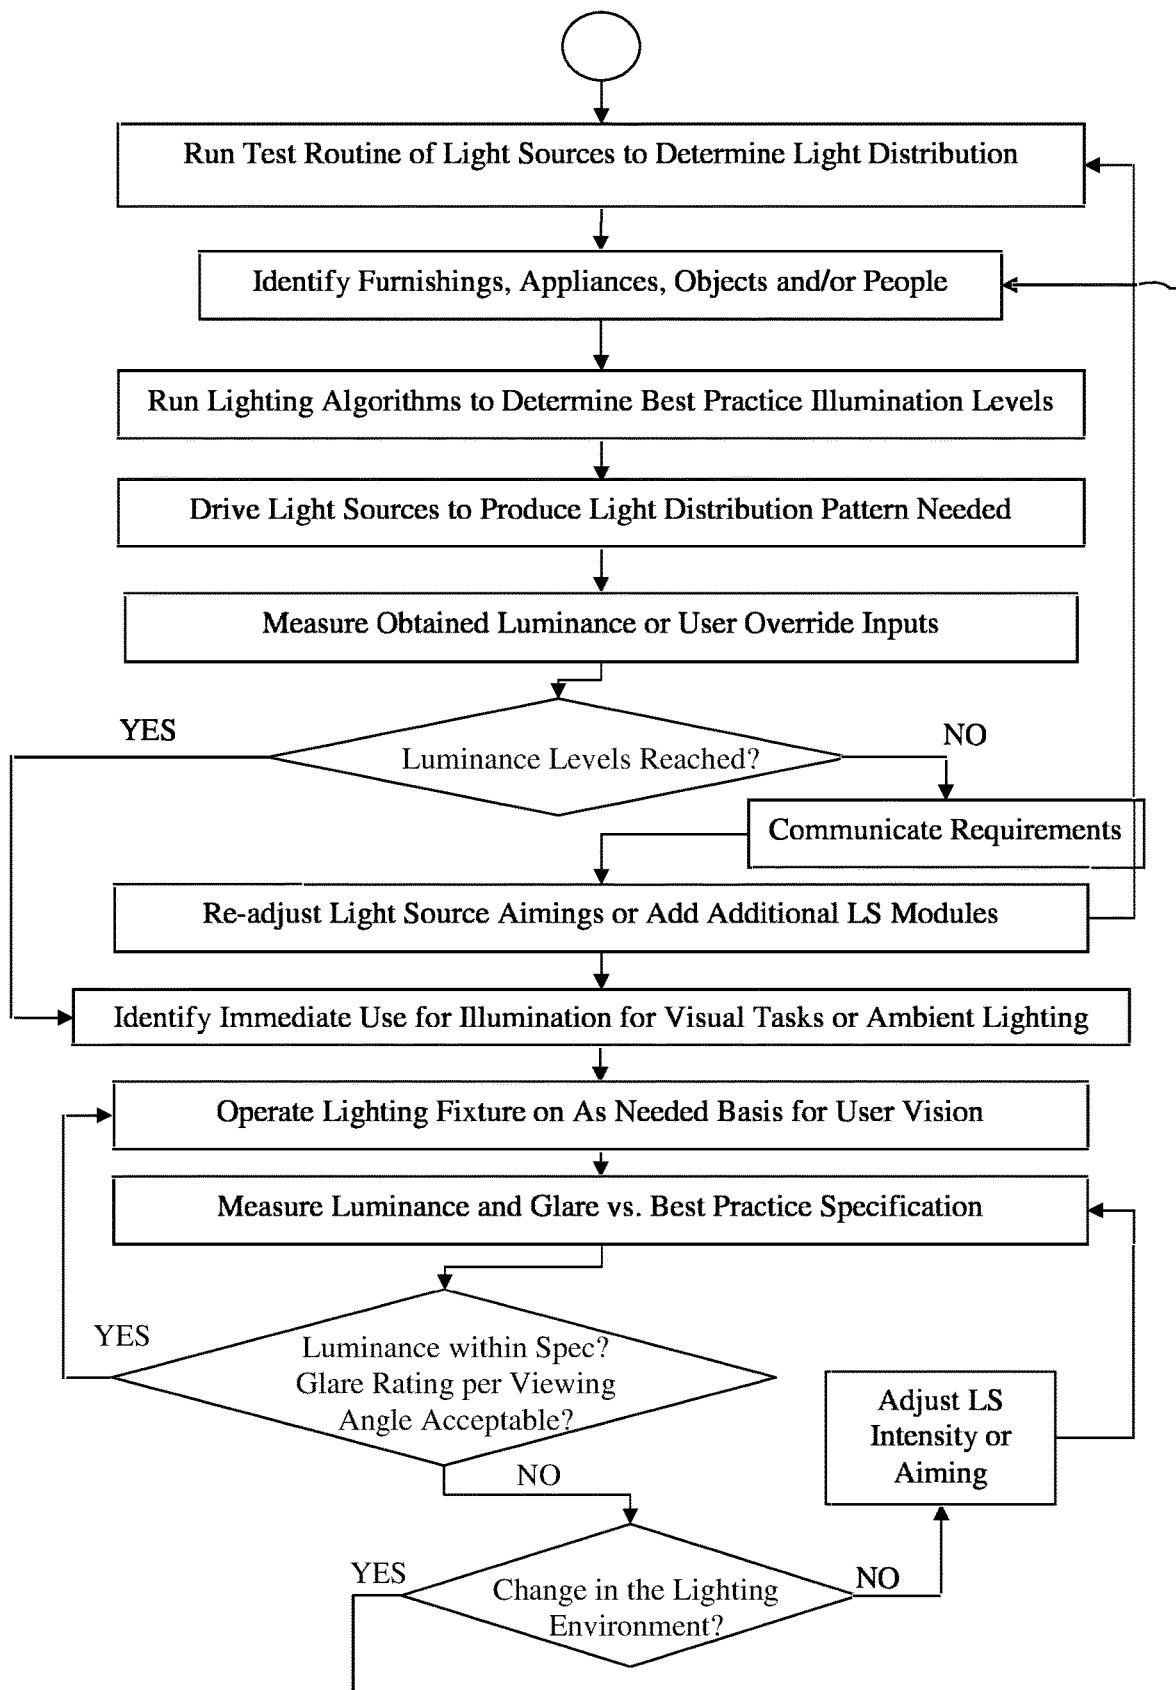 Run Test Routine of Light Sources to Determine Light Distribution
Identify Furnishings, Appliances, Objects and/or People
Run Lighting Algorithms to Determine Best Practice Illumination Levels
Drive Light Sources to Produce Light Distribution Pattern Needed
Measure Obtained Luminance or User Override Inputs
YES
NO
Luminance Levels Reached?
Communicate Requirements
Re-adjust Light Source Aimings or Add Additional LS Modules
Identify Immediate Use for Illumination for Visual Tasks or Ambient Lighting
Operate Lighting Fixture on As Needed Basis for User Vision
Measure Luminance and Glare vs. Best Practice Specification
YES
Luminance within Spec?
Glare Rating per Viewing
Angle Acceptable?
Adjust LS
Intensity or
Aiming
NO
YES
NO
Change in the Lighting
Environment?